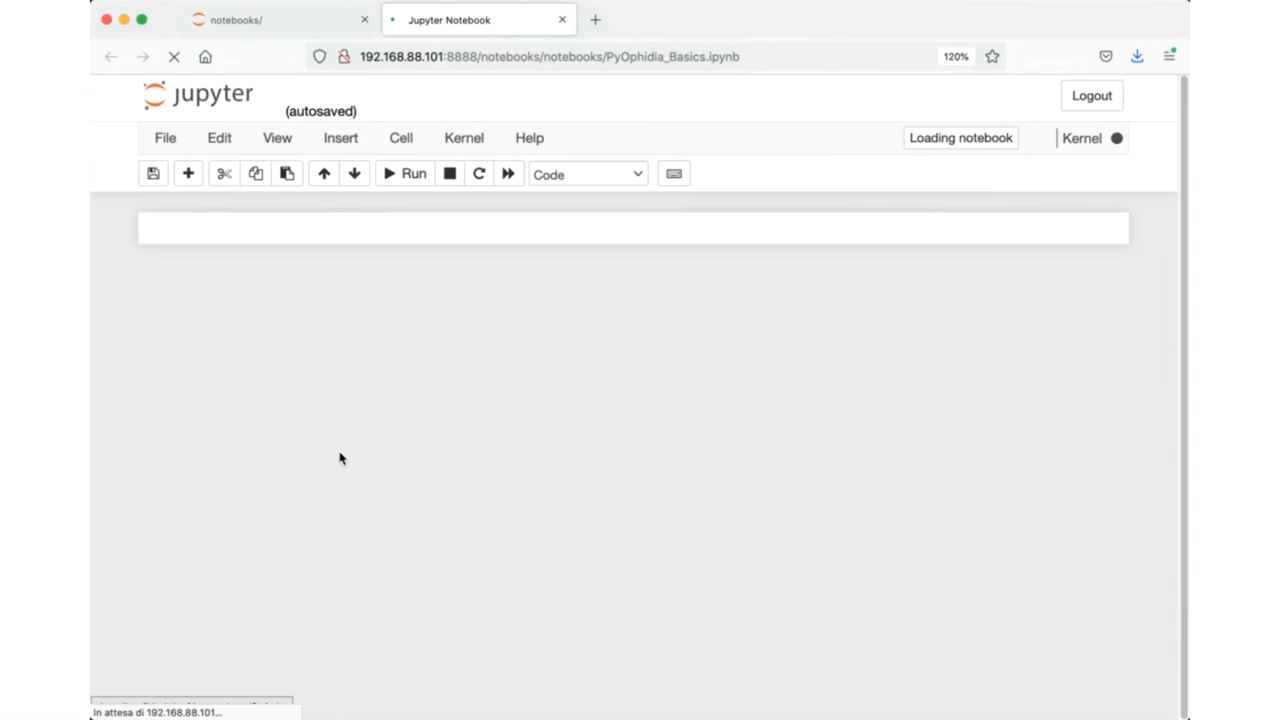 notebooks/
Jupyter Notebook
192.168.88.101:8888/notebooks/notebooks/PyOphidia_Basics.ipynb
120%
jupyter
(autosaved)
Logout
File Edit View Insert Cell Kernel Help
Loading notebook
Kernel
Run
Code
In attesa di 192.168.88.101...